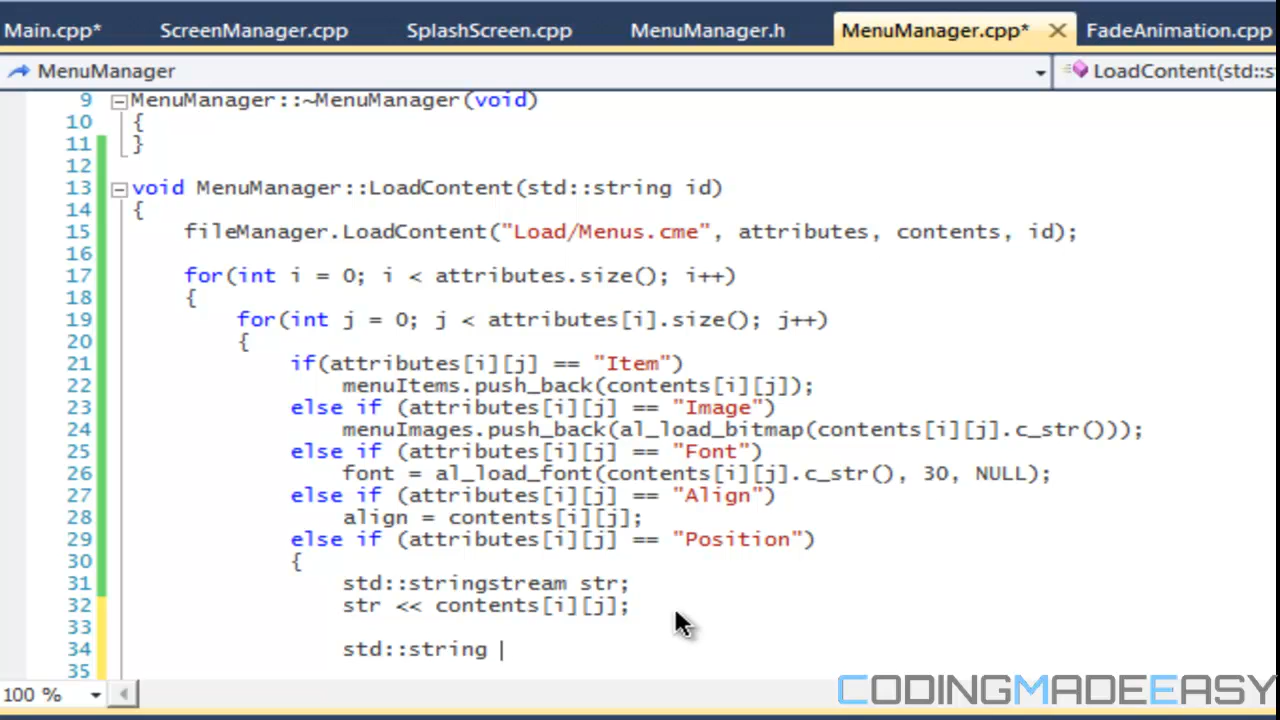 Main.cpp* ScreenManager.cpp SplashScreen.cpp MenuManager.h MenuManager.cpp* FadeAnimation.cpp
MenuManager LoadContent(std::s
9 MenuManager::~MenuManager(void)
10 {
11 }
12
13 void MenuManager::LoadContent(std::string id)
14 {
15 fileManager.LoadContent("Load/Menus.cme", attributes, contents, id);
16
17 for(int i = 0; i < attributes.size(); i++)
18 {
19 for(int j = 0; j < attributes[i].size(); j++)
20 {
21 if(attributes[i][j] == "Item")
22 menuItems.push_back(contents[i][j]);
23 else if (attributes[i][j] == "Image")
24 menuImages.push_back(al_load_bitmap(contents[i][j].c_str()));
25 else if (attributes[i][j] == "Font")
26 font = al_load_font(contents[i][j].c_str(), 30, NULL);
27 else if (attributes[i][j] == "Align")
28 align = contents[i][j];
29 else if (attributes[i][j] == "Position")
30 {
31 std::stringstream str;
32 str << contents[i][j];
33
34 std::string
35
100 %
CODINGMADEEASY